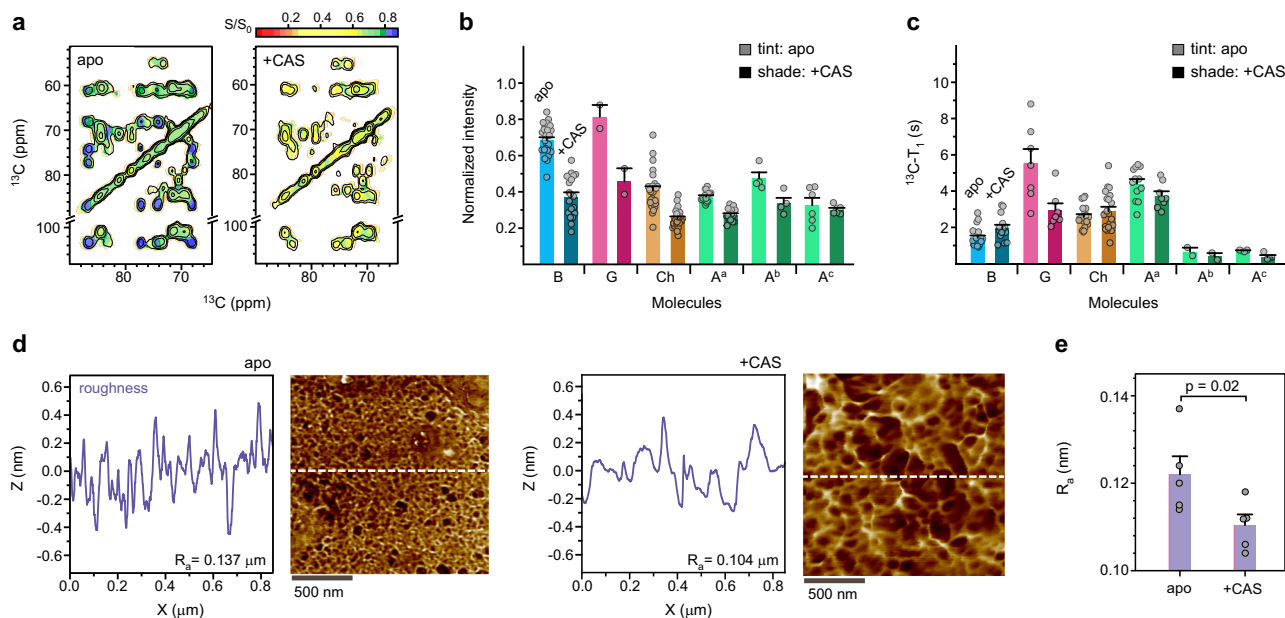 a
S/S₀
0.2 0.4 0.6 0.8
apo
+CAS
¹³C (ppm)
60
70
80
100
80 70
80 70
¹³C (ppm)
b
tint: apo
shade: +CAS
Normalized intensity
1.0
0.8
0.6
0.4
0.2
apo
+CAS
B G Ch Aᵃ Aᵇ Aᶜ
Molecules
c
tint: apo
shade: +CAS
¹³C-T₁ (s)
10
8
6
4
2
apo
+CAS
B G Ch Aᵃ Aᵇ Aᶜ
Molecules
d
apo
roughness
Z (nm)
0.6
0.4
0.2
0.0
-0.2
-0.4
-0.6
Rₐ= 0.137 μm
0.0 0.2 0.4 0.6 0.8
X (μm)
500 nm
+CAS
Z (nm)
0.6
0.4
0.2
0.0
-0.2
-0.4
-0.6
Rₐ= 0.104 μm
0.0 0.2 0.4 0.6 0.8
X (μm)
500 nm
e
p = 0.02
Rₐ (nm)
0.14
0.12
0.10
apo +CAS